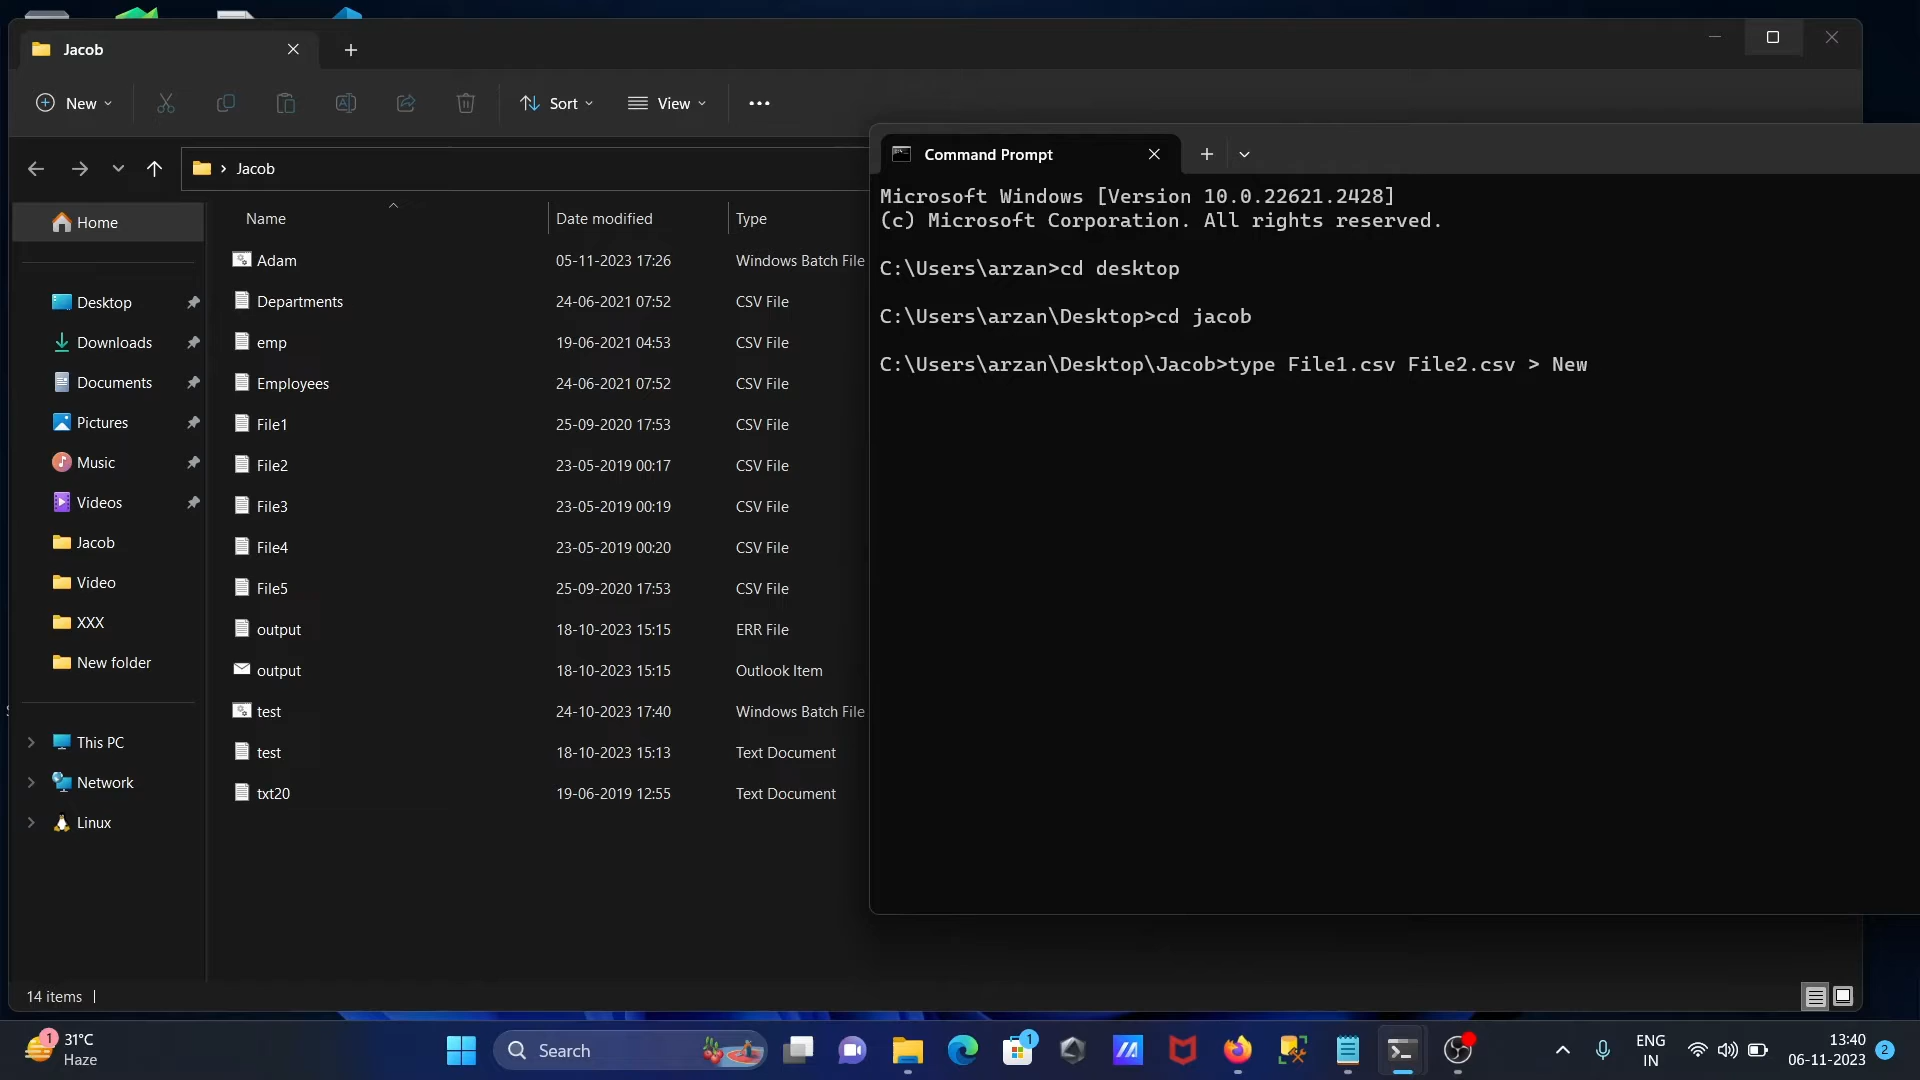 Jacob
New
Sort
View
Jacob
Command Prompt
Microsoft Windows [Version 10.0.22621.2428]
(c) Microsoft Corporation. All rights reserved.
C:\Users\arzan>cd desktop
C:\Users\arzan\Desktop>cd jacob
C:\Users\arzan\Desktop\Jacob>type File1.csv File2.csv > New
Home
Desktop
Downloads
Documents
Pictures
Music
Videos
Jacob
Video
XXX
New folder
This PC
Network
Linux
Name Date modified Type
Adam 05-11-2023 17:26 Windows Batch File
Departments 24-06-2021 07:52 CSV File
emp 19-06-2021 04:53 CSV File
Employees 24-06-2021 07:52 CSV File
File1 25-09-2020 17:53 CSV File
File2 23-05-2019 00:17 CSV File
File3 23-05-2019 00:19 CSV File
File4 23-05-2019 00:20 CSV File
File5 25-09-2020 17:53 CSV File
output 18-10-2023 15:15 ERR File
output 18-10-2023 15:15 Outlook Item
test 24-10-2023 17:40 Windows Batch File
test 18-10-2023 15:13 Text Document
txt20 19-06-2019 12:55 Text Document
14 items
1
31°C
Haze
Search
1
ENG
IN
13:40
06-11-2023
2